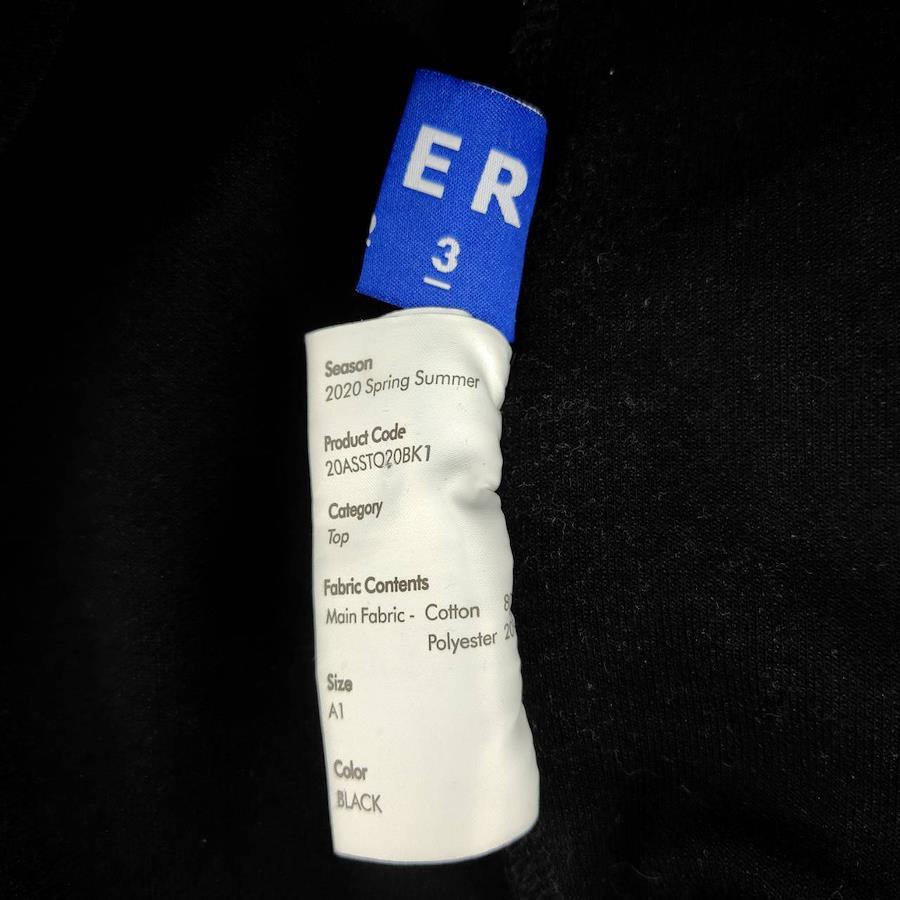 ER
3
Season
2020 Spring Summer
Product Code
20ASSTO20BK1
Category
Top
Fabric Contents
Main Fabric - Cotton
Polyester
Size
A1
Color
BLACK